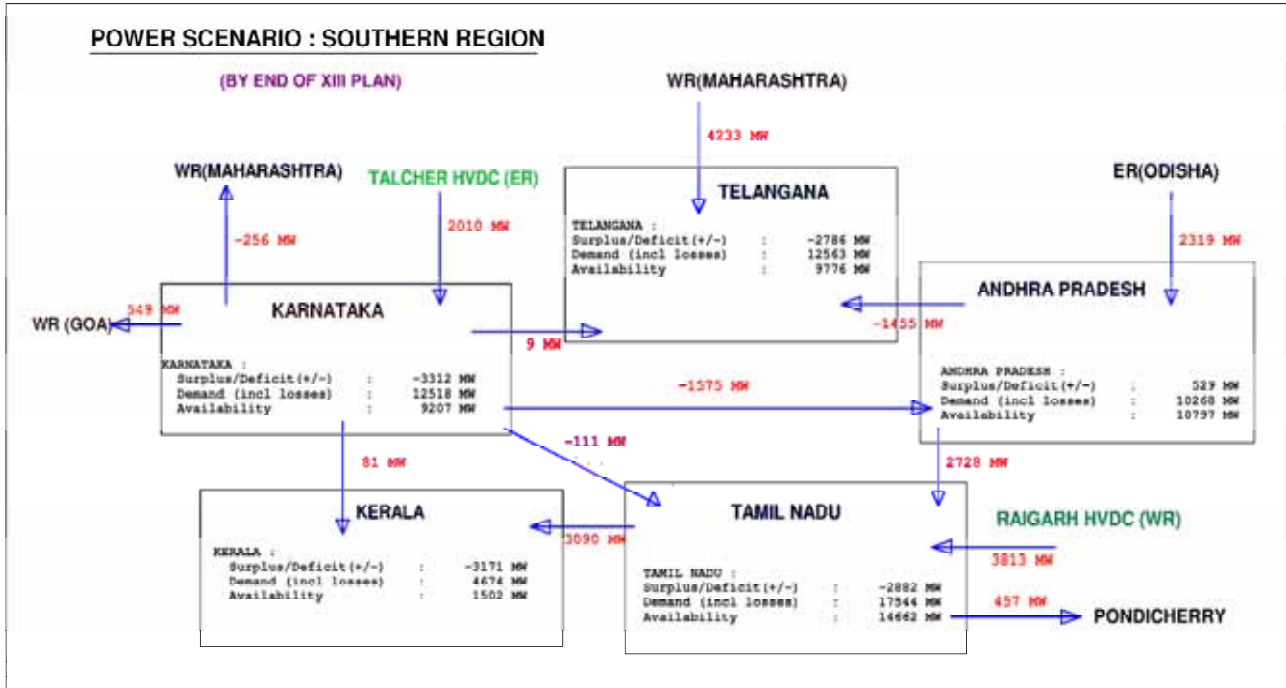 POWER SCENARIO : SOUTHERN REGION
(BY END OF XIII PLAN)
WR(MAHARASHTRA)
4233 MW
WR(MAHARASHTRA)
TALCHER HVDC (ER)
ER(ODISHA)
-256 MW
2010 MW
2319 MW
TELANGANA
TELANGANA :
Surplus/Deficit(+/-) : -2786 MW
Demand (incl losses) : 12563 MW
Availability : 9776 MW
WR (GOA)
549 MW
KARNATAKA
9 MW
-1455 MW
ANDHRA PRADESH
KARNATAKA :
Surplus/Deficit(+/-) : -3312 MW
Demand (incl losses) : 12518 MW
Availability : 9207 MW
-1575 MW
ANDHRA PRADESH :
Surplus/Deficit(+/-) : 529 MW
Demand (incl losses) : 10268 MW
Availability : 10797 MW
81 MW
-111 MW
2728 MW
KERALA
3090 MW
TAMIL NADU
RAIGARH HVDC (WR)
3813 MW
KERALA :
Surplus/Deficit(+/-) : -3171 MW
Demand (incl losses) : 4674 MW
Availability : 1502 MW
TAMIL NADU :
Surplus/Deficit(+/-) : -2882 MW
Demand (incl losses) : 17544 MW
Availability : 14662 MW
457 MW
PONDICHERRY